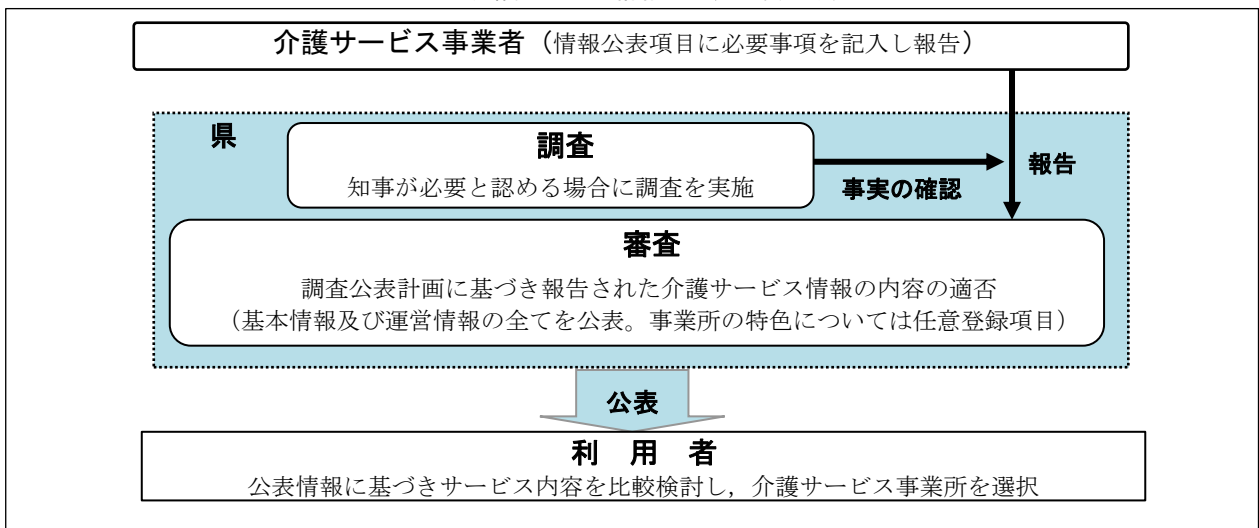 介護サービス事業者（情報公表項目に必要事項を記入し報告）
県
調査
知事が必要と認める場合に調査を実施
事実の確認
報告
審査
調査公表計画に基づき報告された介護サービス情報の内容の適否
（基本情報及び運営情報の全てを公表。事業所の特色については任意登録項目）
公表
利　用　者
公表情報に基づきサービス内容を比較検討し，介護サービス事業所を選択